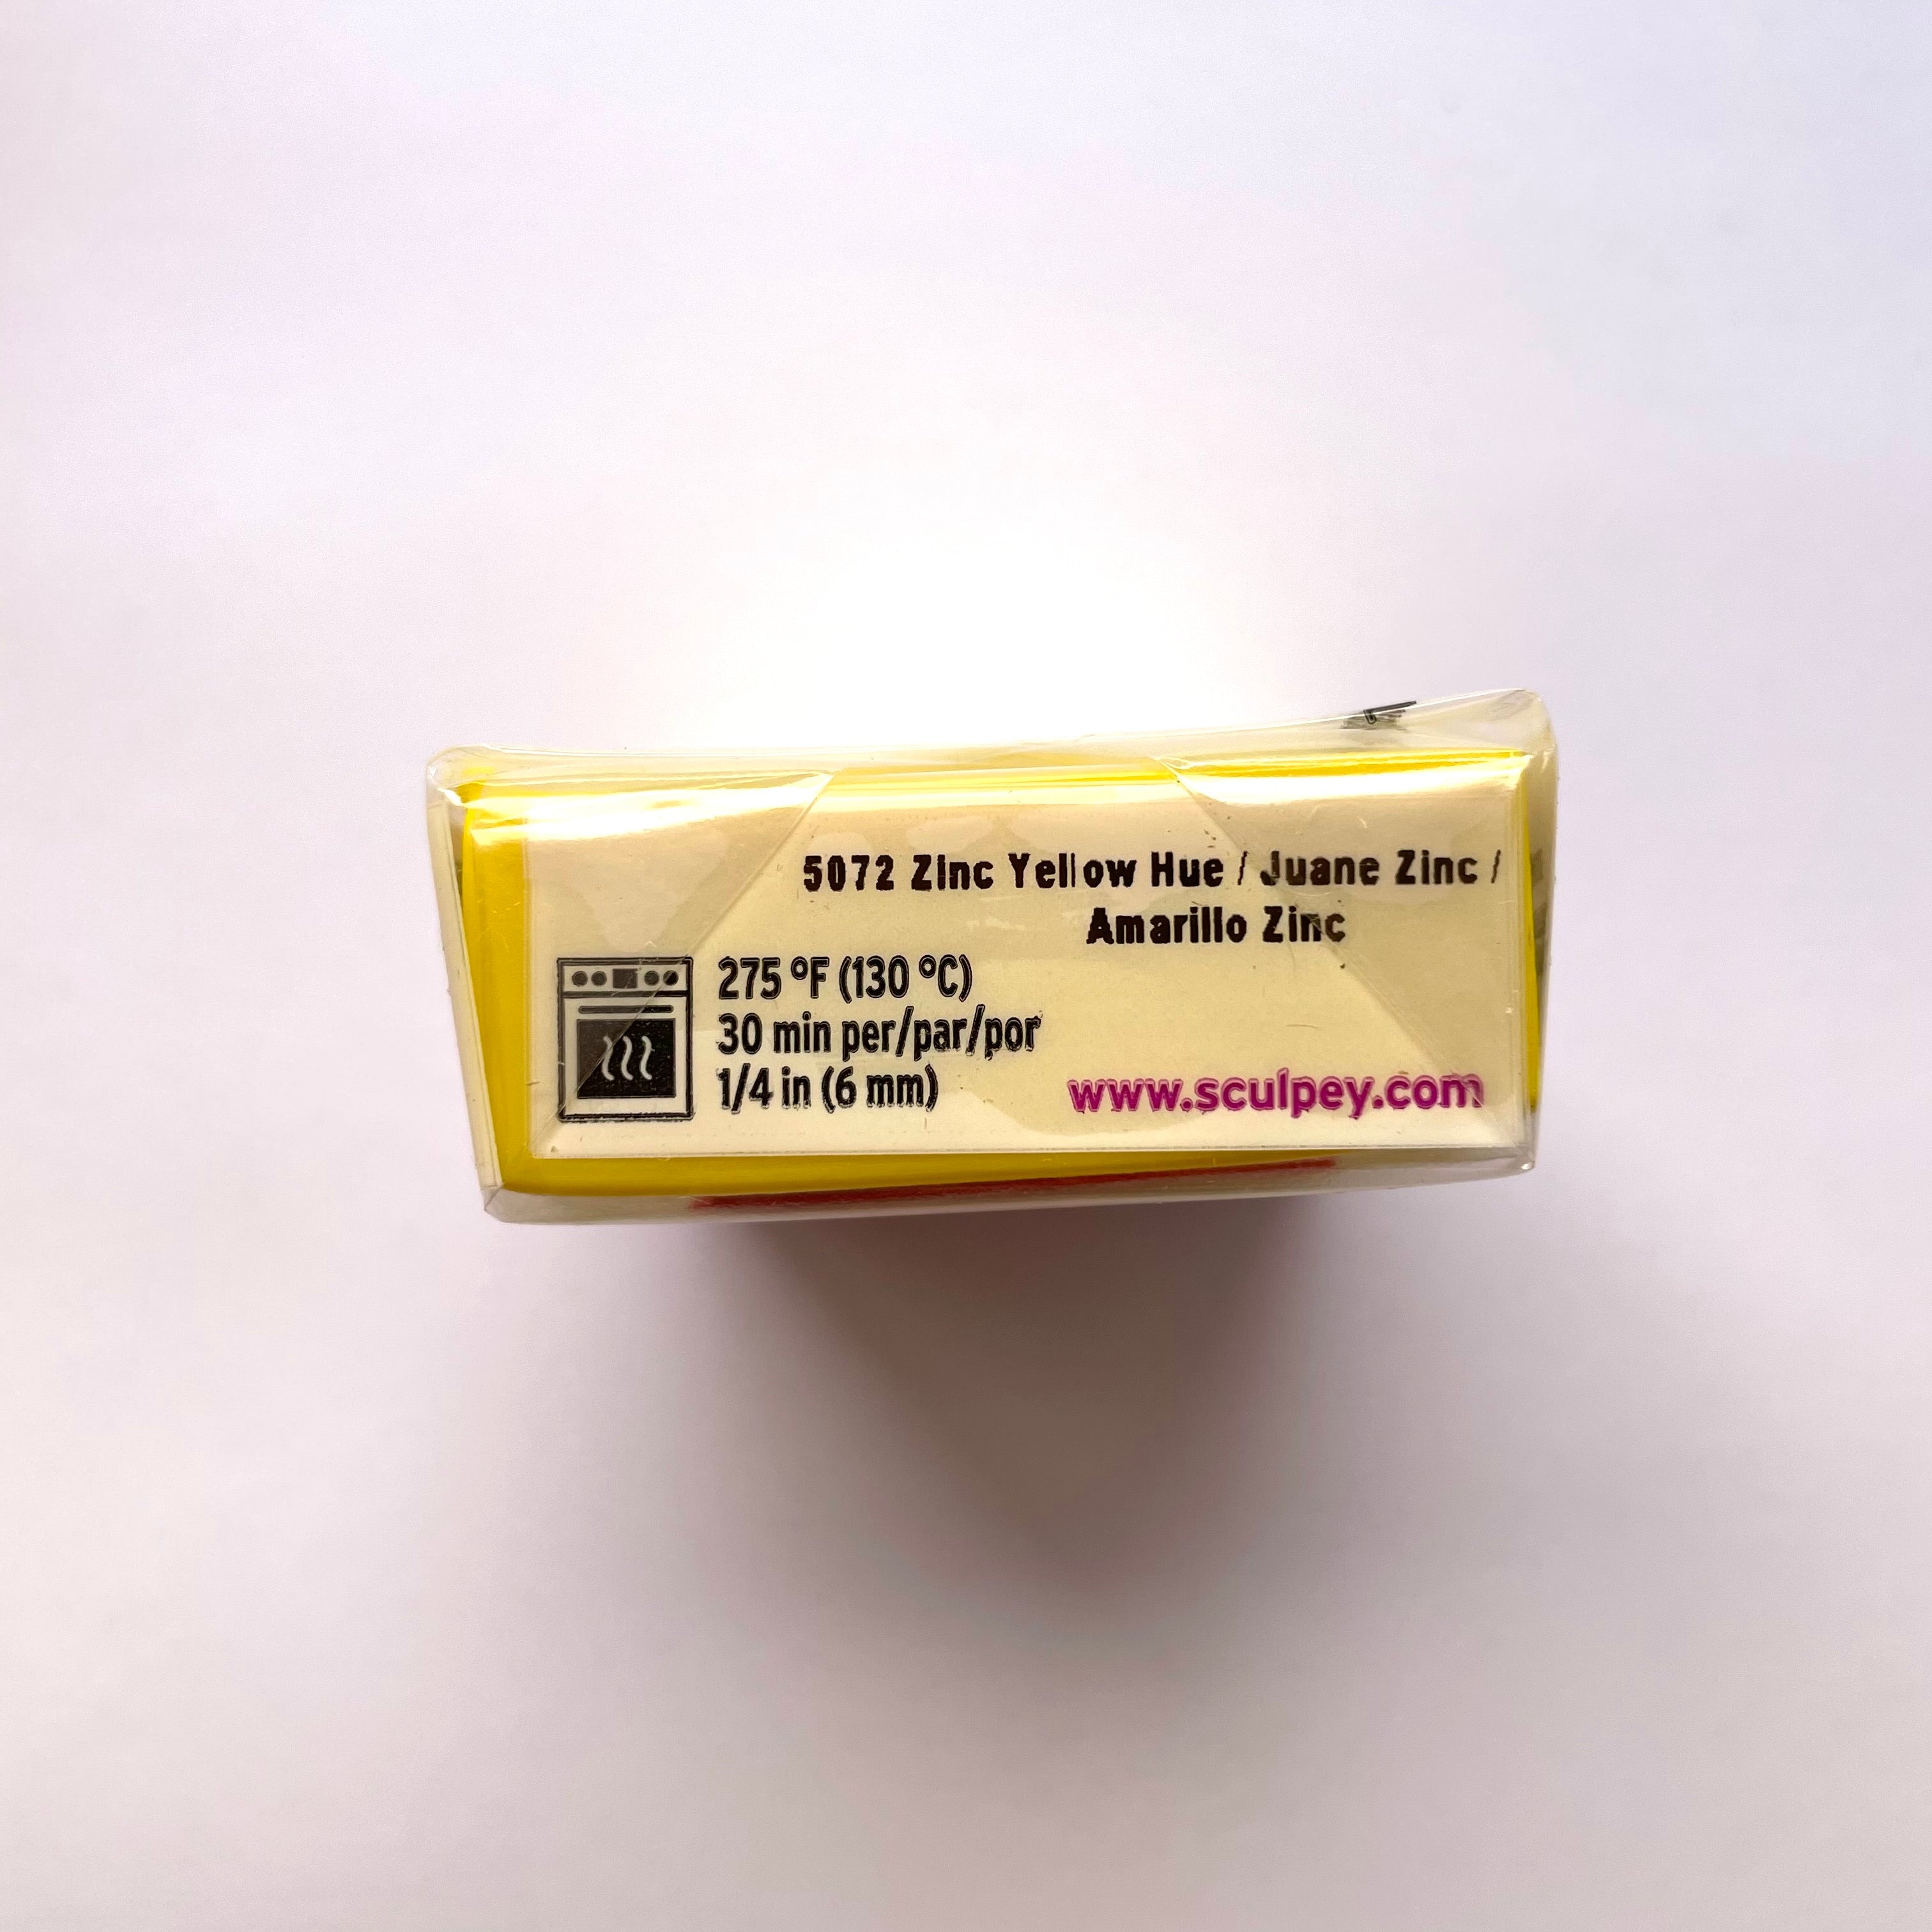 5072 Zinc Yellow Hue / Juane Zinc /
Amarillo Zinc
275 °F (130 °C)
30 min per/par/por
1/4 in (6 mm)
www.sculpey.com